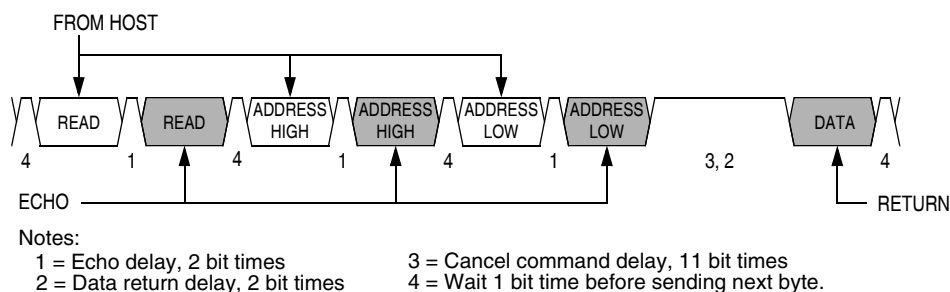 FROM HOST
READ READ ADDRESS HIGH ADDRESS HIGH ADDRESS LOW ADDRESS LOW DATA
4 1 4 1 4 1 3, 2 4
ECHO RETURN
Notes:
1 = Echo delay, 2 bit times 3 = Cancel command delay, 11 bit times
2 = Data return delay, 2 bit times 4 = Wait 1 bit time before sending next byte.